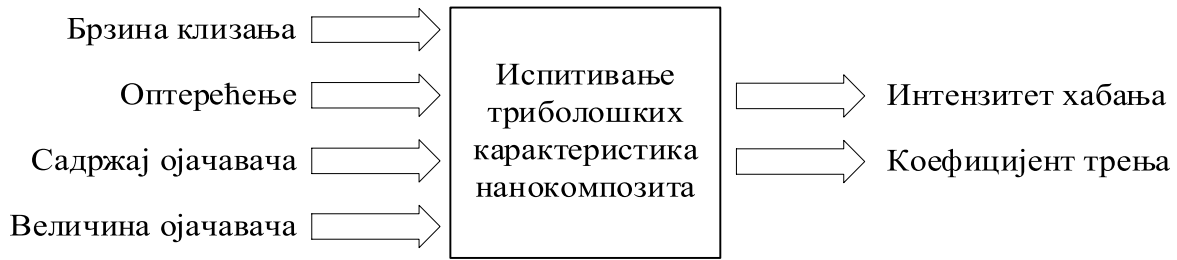 Брзина клизања
Оптерећење
Садржај ојачавача
Величина ојачавача
Испитивање
триболошких
карактеристика
нанокомпозита
Интензитет хабања
Коефицијент трења